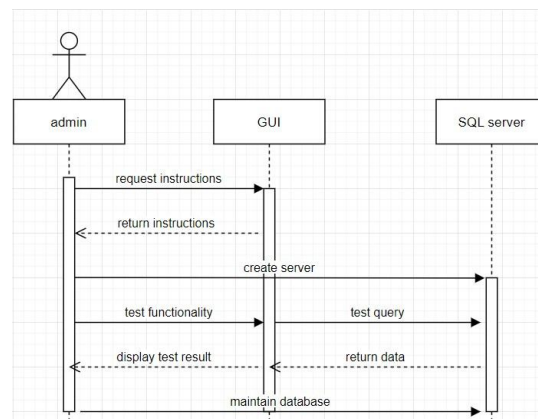 admin
GUI
SQL server
request instructions
return instructions
create server
test functionality
test query
display test result
return data
maintain database